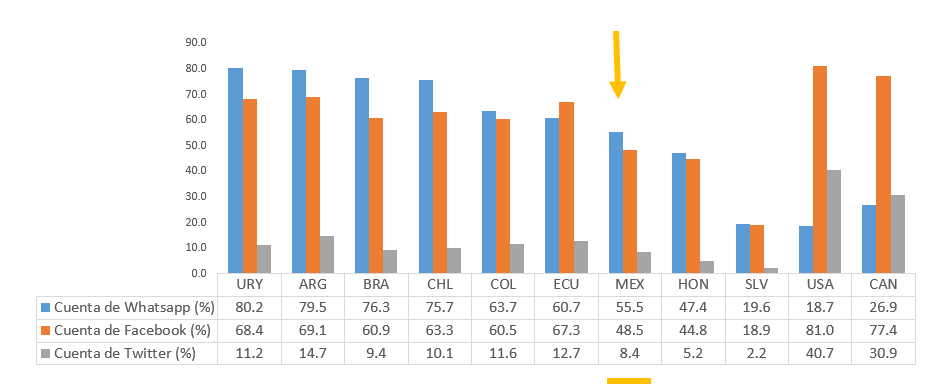 90.0
80.0
70.0
60.0
50.0
40.0
30.0
20.0
10.0
0.0
URY ARG BRA CHL COL ECU MEX HON SLV USA CAN
Cuenta de Whatsapp (%) 80.2 79.5 76.3 75.7 63.7 60.7 55.5 47.4 19.6 18.7 26.9
Cuenta de Facebook (%) 68.4 69.1 60.9 63.3 60.5 67.3 48.5 44.8 18.9 81.0 77.4
Cuenta de Twitter (%) 11.2 14.7 9.4 10.1 11.6 12.7 8.4 5.2 2.2 40.7 30.9